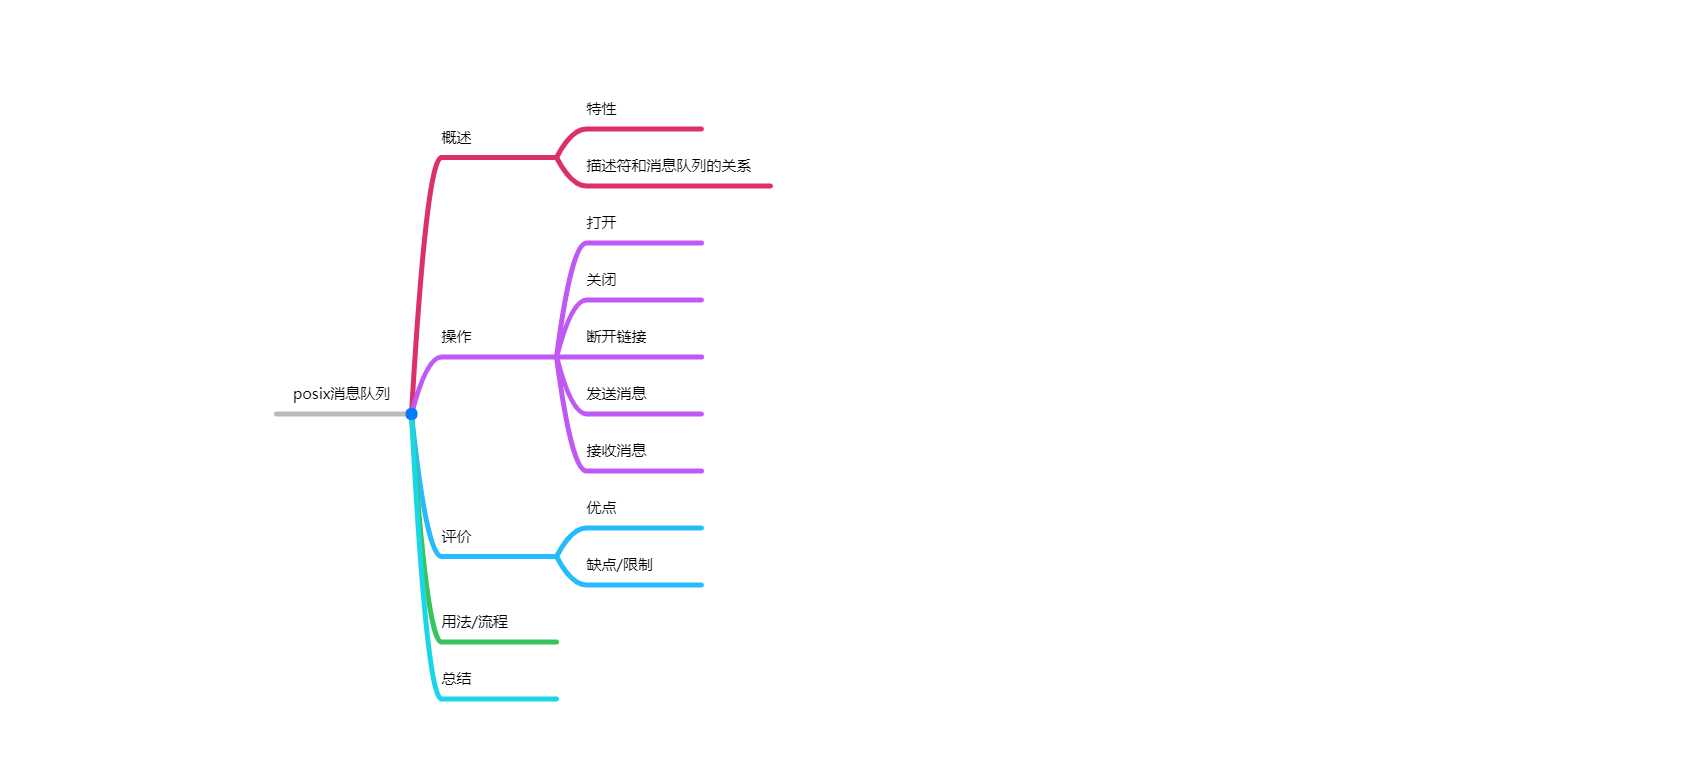 posix消息队列
概述
特性
描述符和消息队列的关系
操作
打开
关闭
断开链接
发送消息
接收消息
评价
优点
缺点/限制
用法/流程
总结